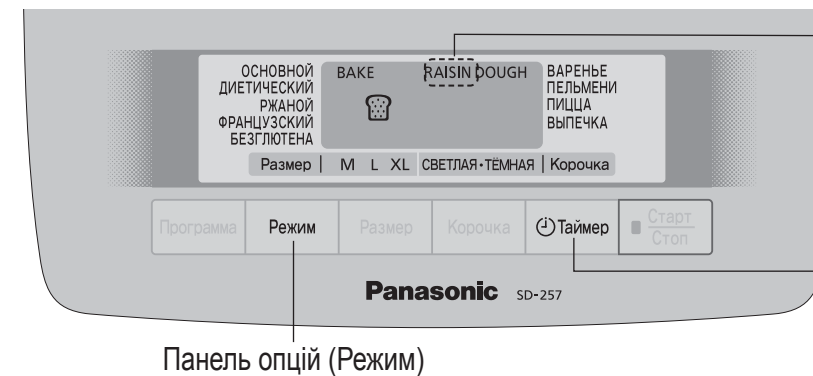 ОСНОВНОЙ
ДИЕТИЧЕСКИЙ
РЖАНОЙ
ФРАНЦУЗСКИЙ
БЕЗГЛЮТЕНА
BAKE RAISIN DOUGH
ВАРЕНЬЕ
ПЕЛЬМЕНИ
ПИЦЦА
ВЫПЕЧКА
Размер M L XL СВЕТЛАЯ•ТЁМНАЯ Корочка
Программа Режим Размер Корочка Таймер Старт
Стоп
Panasonic SD-257
Панель опцій (Режим)